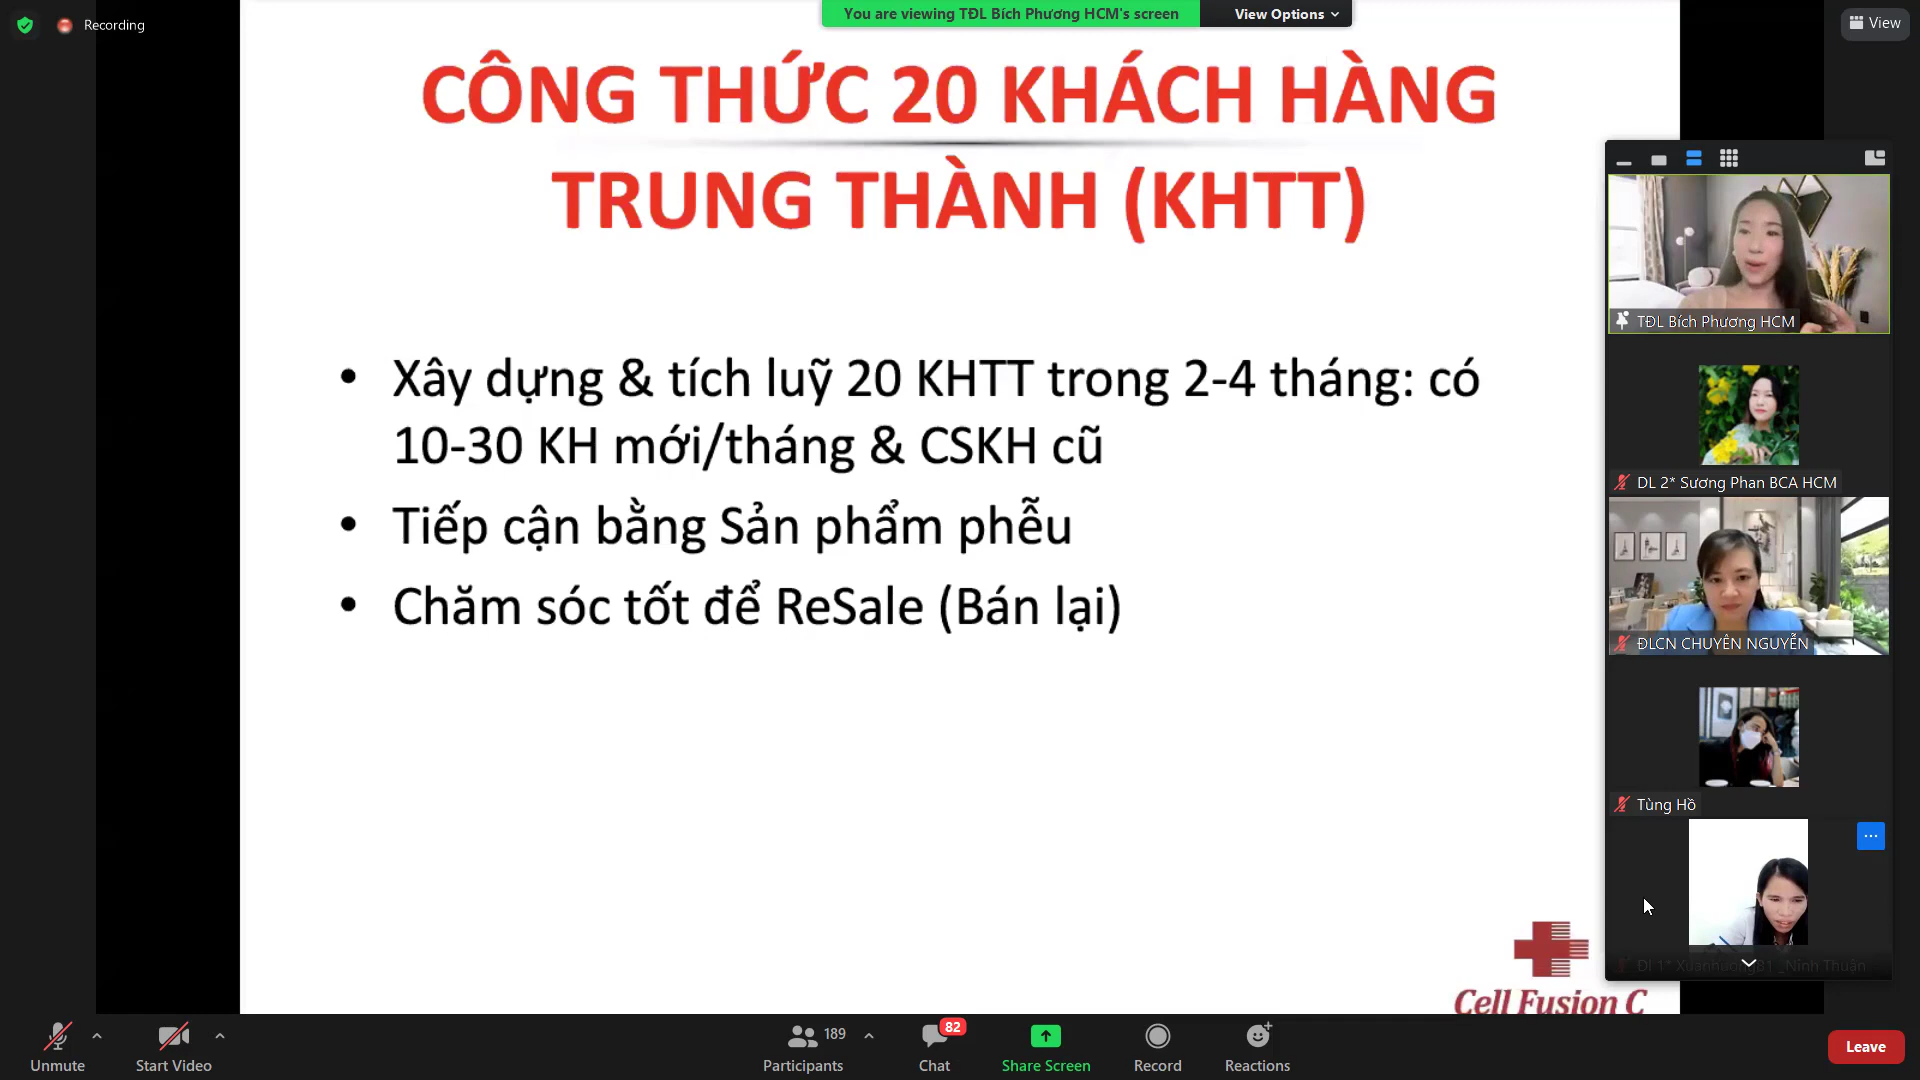 Recording
You are viewing TĐL Bích Phương HCM's screen
View Options
View
CÔNG THỨC 20 KHÁCH HÀNG
TRUNG THÀNH (KHTT)
• Xây dựng & tích luỹ 20 KHTT trong 2-4 tháng: có
10-30 KH mới/tháng & CSKH cũ
• Tiếp cận bằng Sản phẩm phễu
• Chăm sóc tốt để ReSale (Bán lại)
Cell Fusion C
TĐL Bích Phương HCM
DL 2* Sương Phan BCA HCM
ĐLCN CHUYÊN NGUYỄN
Tùng Hồ
Ninh Thuận
Unmute
Start Video
189
Participants
82
Chat
Share Screen
Record
Reactions
Leave